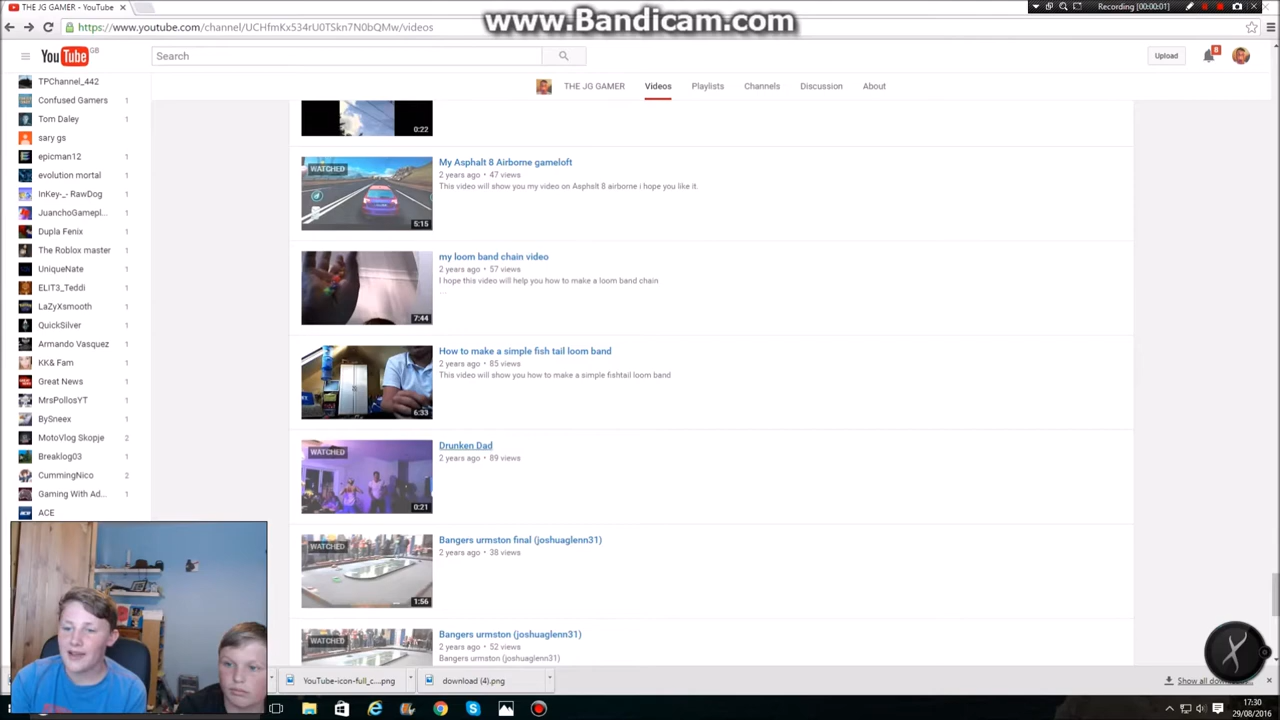 THE JG GAMER - YouTube
www.Bandicam.com
Recording [00:00:01]
https://www.youtube.com/channel/UCHfmKx534rU0TSkn7N0bQMw/videos
YouTube GB
Search
Upload
8
THE JG GAMER
Videos
Playlists
Channels
Discussion
About
TPChannel_442
Confused Gamers 1
Tom Daley 1
sary gs
epicman12 1
evolution mortal 1
InKey-_- RawDog 1
JuanchoGamepl... 1
Dupla Fenix 1
The Roblox master 1
UniqueNate 1
ELIT3_Teddi 1
LaZyXsmooth 1
QuickSilver 1
Armando Vasquez 1
KK& Fam 1
Great News 1
MrsPollosYT 1
BySneex 1
MotoVlog Skopje 2
Breaklog03 1
CummingNico 2
Gaming With Ad... 1
ACE
0:22
WATCHED
5:15
My Asphalt 8 Airborne gameloft
2 years ago • 47 views
This video will show you my video on Asphalt 8 airborne i hope you like it.
7:44
my loom band chain video
2 years ago • 57 views
I hope this video will help you how to make a loom band chain
6:33
How to make a simple fish tail loom band
2 years ago • 85 views
This video will show you how to make a simple fishtail loom band
WATCHED
0:21
Drunken Dad
2 years ago • 89 views
WATCHED
1:56
Bangers urmston final (joshuaglenn31)
2 years ago • 38 views
WATCHED
Bangers urmston (joshuaglenn31)
2 years ago • 52 views
Bangers urmston (joshuaglenn31)
YouTube-icon-full_c....png
download (4).png
Show all
17:30
29/08/2016